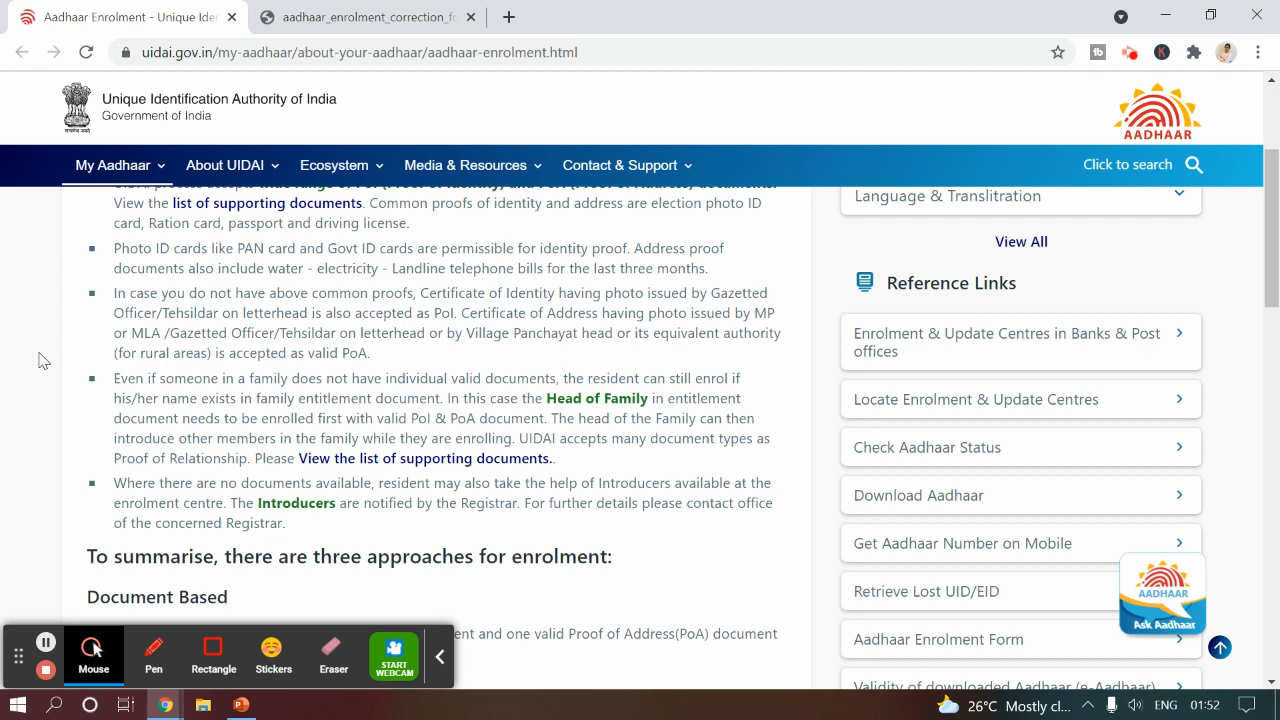 Aadhaar Enrolment - Unique Ide
aadhaar_enrolment_correction_fo
uidai.gov.in/my-aadhaar/about-your-aadhaar/aadhaar-enrolment.html
Unique Identification Authority of India
Government of India
AADHAAR
My Aadhaar
About UIDAI
Ecosystem
Media & Resources
Contact & Support
Click to search
View the list of supporting documents. Common proofs of identity and address are election photo ID
card, Ration card, passport and driving license.
Photo ID cards like PAN card and Govt ID cards are permissible for identity proof. Address proof
documents also include water - electricity - Landline telephone bills for the last three months.
In case you do not have above common proofs, Certificate of Identity having photo issued by Gazetted
Officer/Tehsildar on letterhead is also accepted as PoI. Certificate of Address having photo issued by MP
or MLA /Gazetted Officer/Tehsildar on letterhead or by Village Panchayat head or its equivalent authority
(for rural areas) is accepted as valid PoA.
Even if someone in a family does not have individual valid documents, the resident can still enrol if
his/her name exists in family entitlement document. In this case the Head of Family in entitlement
document needs to be enrolled first with valid PoI & PoA document. The head of the Family can then
introduce other members in the family while they are enrolling. UIDAI accepts many document types as
Proof of Relationship. Please View the list of supporting documents..
Where there are no documents available, resident may also take the help of Introducers available at the
enrolment centre. The Introducers are notified by the Registrar. For further details please contact office
of the concerned Registrar.
To summarise, there are three approaches for enrolment:
Document Based
ent and one valid Proof of Address(PoA) document
Language & Translitration
View All
Reference Links
Enrolment & Update Centres in Banks & Post
offices
Locate Enrolment & Update Centres
Check Aadhaar Status
Download Aadhaar
Get Aadhaar Number on Mobile
Retrieve Lost UID/EID
Aadhaar Enrolment Form
Validity of downloaded Aadhaar (e-Aadhaar)
AADHAAR
Ask Aadhaar
Mouse
Pen
Rectangle
Stickers
Eraser
START
WEBCAM
26°C Mostly cl...
ENG
01:52